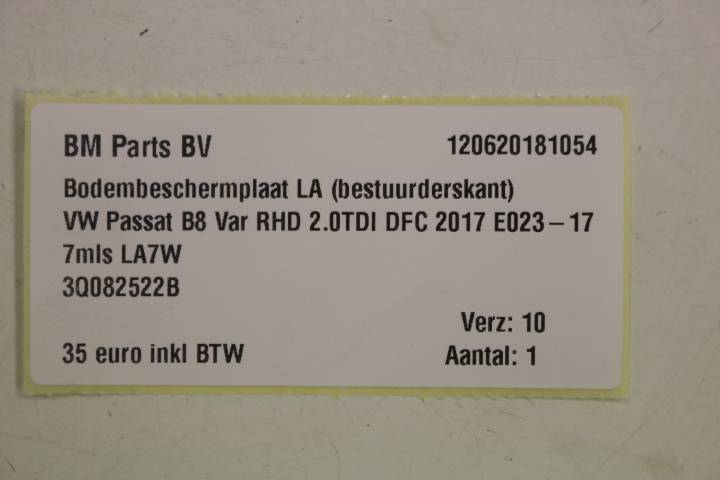 BM Parts BV 120620181054
Bodembeschermplaat LA (bestuurderskant)
VW Passat B8 Var RHD 2.0TDI DFC 2017 E023-17
7mls LA7W
3Q082522B
Verz: 10
35 euro inkl BTW Aantal: 1